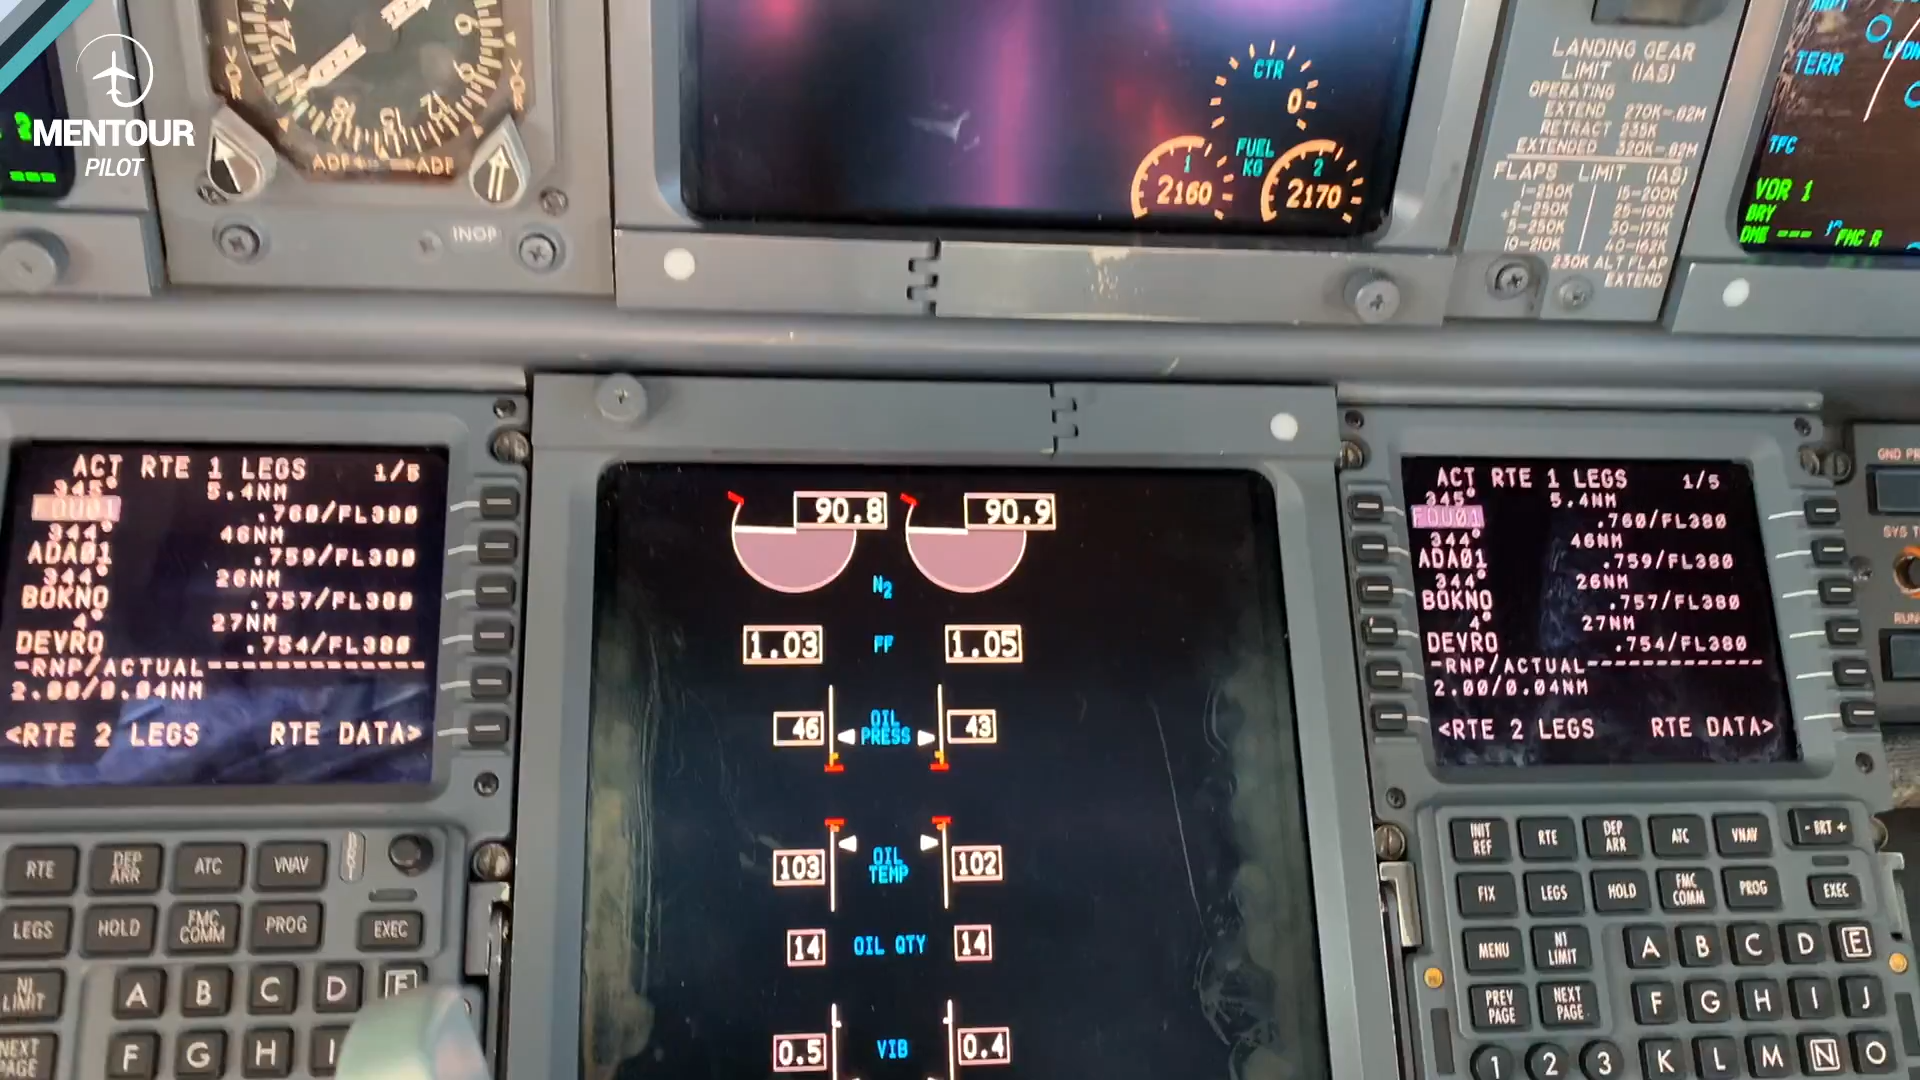 MENTOUR
PILOT
24
12
ADF
ADF
INOP
CTR
0
FUEL
KG
1
2160
2
2170
LANDING GEAR
LIMIT (IAS)
OPERATING
EXTEND 270K-.82M
RETRACT 235K
EXTENDED 320K-.82M
FLAPS LIMIT (IAS)
1-250K 15-200K
2-250K 25-190K
5-250K 30-175K
10-210K 40-162K
230K ALT FLAP
EXTEND
TERR
TFC
VOR 1
DME --- FMC R
ACT RTE 1 LEGS 1/5
345° 5.4NM
.760/FL380
344° 46NM
ADA01 .759/FL380
344° 26NM
BOKNO .757/FL380
4° 27NM
DEVRO .754/FL380
-RNP/ACTUAL--------------
2.00/0.04NM
<RTE 2 LEGS RTE DATA>
90.8 90.9
N2
1.03 FF 1.05
46 OIL PRESS 43
103 OIL TEMP 102
14 OIL QTY 14
0.5 VIB 0.4
ACT RTE 1 LEGS 1/5
345° 5.4NM
.760/FL380
344° 46NM
ADA01 .759/FL380
344° 26NM
BOKNO .757/FL380
4° 27NM
DEVRO .754/FL380
-RNP/ACTUAL--------------
2.00/0.04NM
<RTE 2 LEGS RTE DATA>
RTE DEP ARR ATC VNAV
LEGS HOLD FMC COMM PROG EXEC
N1 LIMIT A B C D E
NEXT PAGE F G H I
INIT REF RTE DEP ARR ATC VNAV - BRT +
FIX LEGS HOLD FMC COMM PROG EXEC
MENU N1 LIMIT A B C D E
PREV PAGE NEXT PAGE F G H I J
1 2 3 K L M N O